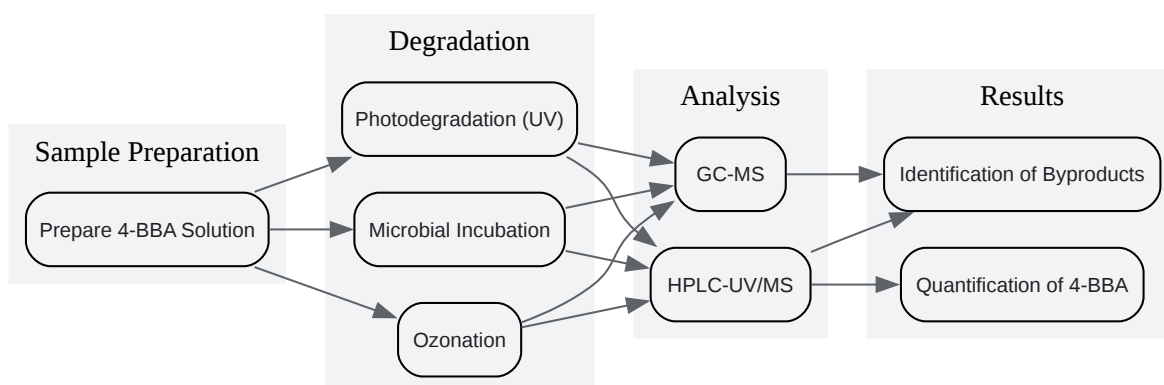 Sample Preparation
Prepare 4-BBA Solution
Degradation
Photodegradation (UV)
Microbial Incubation
Ozonation
Analysis
GC-MS
HPLC-UV/MS
Results
Identification of Byproducts
Quantification of 4-BBA